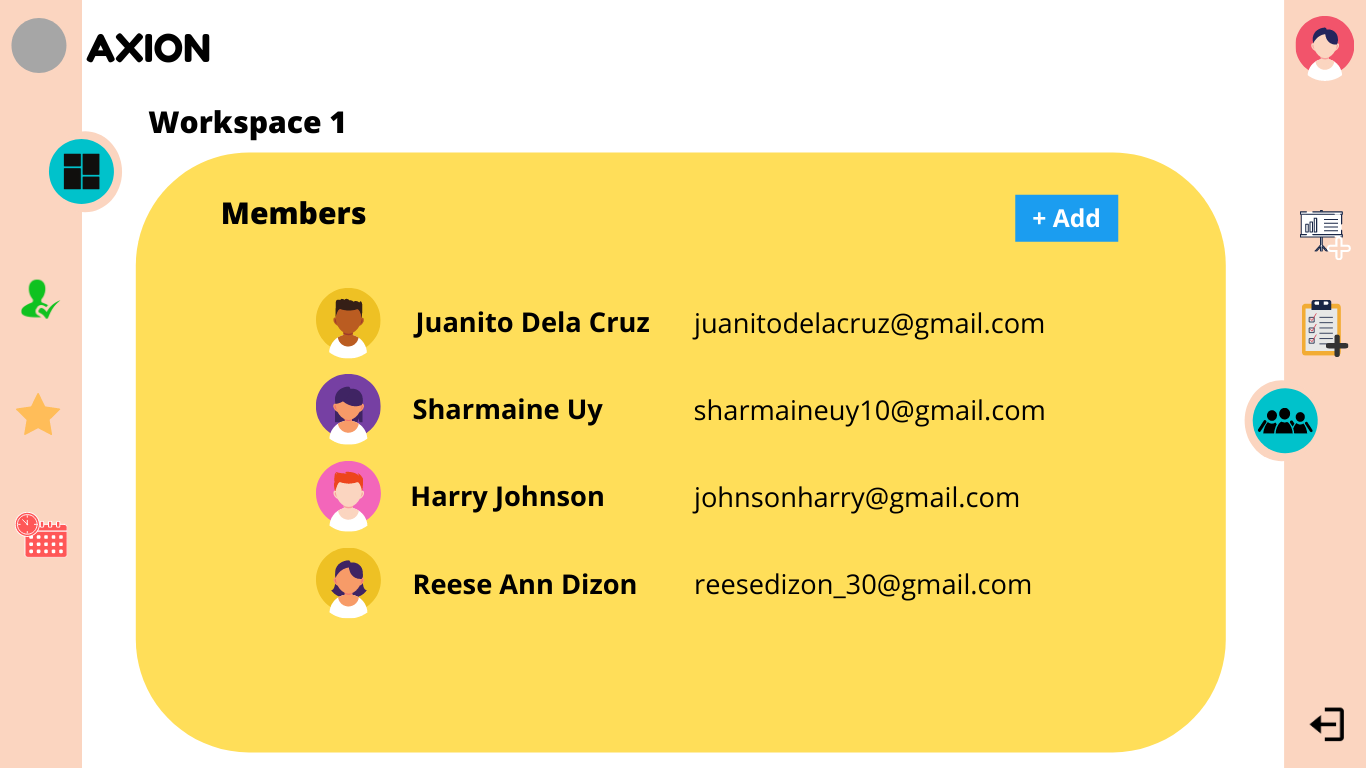 AXION
Workspace 1
Members
+ Add
Juanito Dela Cruz juanitodelacruz@gmail.com
Sharmaine Uy sharmaineuy10@gmail.com
Harry Johnson johnsonharry@gmail.com
Reese Ann Dizon reesedizon_30@gmail.com